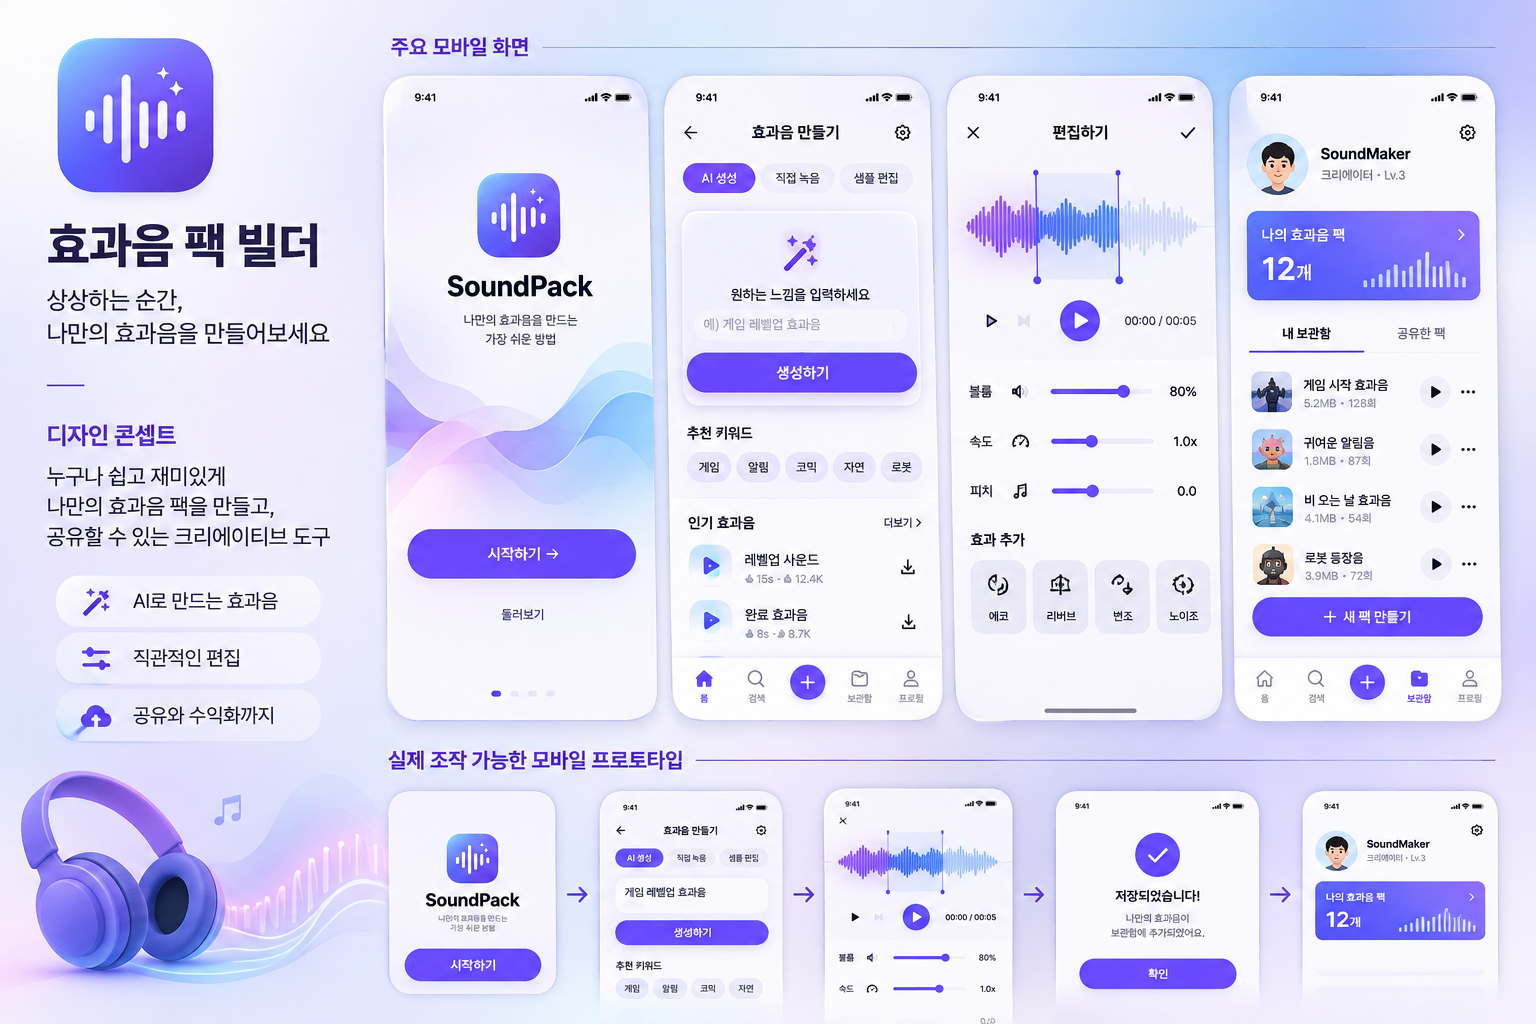 효과음 팩 빌더
상상하는 순간,
나만의 효과음을 만들어보세요
디자인 콘셉트
누구나 쉽고 재미있게
나만의 효과음 팩을 만들고,
공유할 수 있는 크리에이티브 도구
AI로 만드는 효과음
직관적인 편집
공유와 수익화까지
주요 모바일 화면
9:41
SoundPack
나만의 효과음을 만드는
가장 쉬운 방법
시작하기 →
둘러보기
9:41
효과음 만들기
AI 생성 직접 녹음 샘플 편집
원하는 느낌을 입력하세요
예) 게임 레벨업 효과음
생성하기
추천 키워드
게임 알림 코믹 자연 로봇
인기 효과음 더보기 >
레벨업 사운드
15s • 12.4K
완료 효과음
8s • 8.7K
홈 검색 보관함 프로필
9:41
편집하기
00:00 / 00:05
볼륨 80%
속도 1.0x
피치 0.0
효과 추가
에코 리버브 변조 노이즈
9:41
SoundMaker
크리에이터 • Lv.3
나의 효과음 팩
12개
내 보관함 공유한 팩
게임 시작 효과음
5.2MB • 128회
귀여운 알림음
1.8MB • 87회
비 오는 날 효과음
4.1MB • 54회
로봇 등장음
3.9MB • 72회
+ 새 팩 만들기
홈 검색 보관함 프로필
실제 조작 가능한 모바일 프로토타입
SoundPack
시작하기
9:41
효과음 만들기
AI 생성 직접 녹음 샘플 편집
게임 레벨업 효과음
생성하기
추천 키워드
게임 알림 코믹 자연
9:41
00:00 / 00:05
볼륨 80%
속도 1.0x
9:41
저장되었습니다!
나만의 효과음이
보관함에 추가되었어요.
확인
9:41
SoundMaker
크리에이터 • Lv.3
나의 효과음 팩
12개